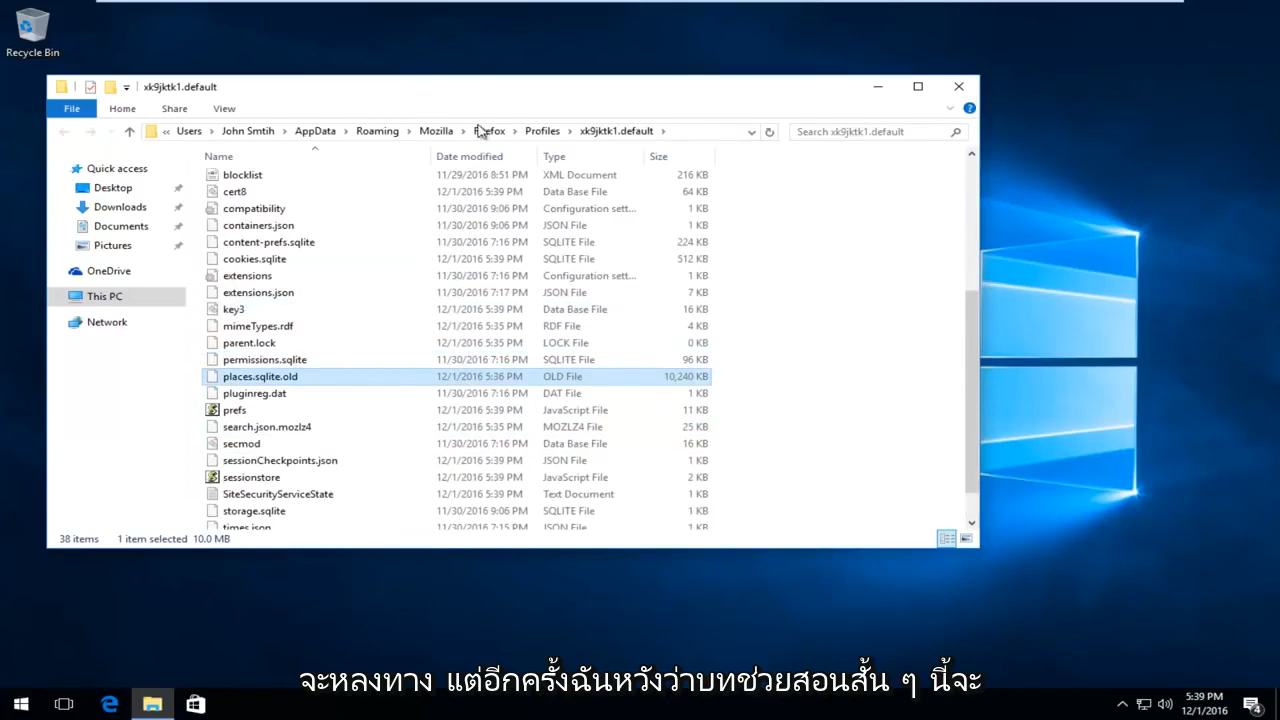 Recycle Bin
xk9jktk1.default
File Home Share View
« Users › John Smtih › AppData › Roaming › Mozilla › Firefox › Profiles › xk9jktk1.default ›
Search xk9jktk1.default
Name Date modified Type Size
Quick access
Desktop
Downloads
Documents
Pictures
OneDrive
This PC
Network
blocklist 11/29/2016 8:51 PM XML Document 216 KB
cert8 12/1/2016 5:39 PM Data Base File 64 KB
compatibility 11/30/2016 9:06 PM Configuration sett... 1 KB
containers.json 11/30/2016 9:06 PM JSON File 1 KB
content-prefs.sqlite 11/30/2016 7:16 PM SQLITE File 224 KB
cookies.sqlite 12/1/2016 5:39 PM SQLITE File 512 KB
extensions 11/30/2016 7:16 PM Configuration sett... 1 KB
extensions.json 11/30/2016 7:17 PM JSON File 7 KB
key3 12/1/2016 5:39 PM Data Base File 16 KB
mimeTypes.rdf 12/1/2016 5:35 PM RDF File 4 KB
parent.lock 12/1/2016 5:35 PM LOCK File 0 KB
permissions.sqlite 11/30/2016 7:16 PM SQLITE File 96 KB
places.sqlite.old 12/1/2016 5:36 PM OLD File 10,240 KB
pluginreg.dat 11/30/2016 7:16 PM DAT File 1 KB
prefs 12/1/2016 5:39 PM JavaScript File 11 KB
search.json.mozlz4 12/1/2016 5:35 PM MOZLZ4 File 25 KB
secmod 11/30/2016 7:16 PM Data Base File 16 KB
sessionCheckpoints.json 12/1/2016 5:39 PM JSON File 1 KB
sessionstore 12/1/2016 5:39 PM JavaScript File 2 KB
SiteSecurityServiceState 12/1/2016 5:39 PM Text Document 1 KB
storage.sqlite 11/30/2016 9:06 PM SQLITE File 1 KB
times.json 11/30/2016 7:15 PM JSON File 1 KB
38 items 1 item selected 10.0 MB
จะหลงทาง แต่อีกครั้งฉันหวังว่าบทช่วยสอนสั้น ๆ นี้จะ
5:39 PM
12/1/2016
4